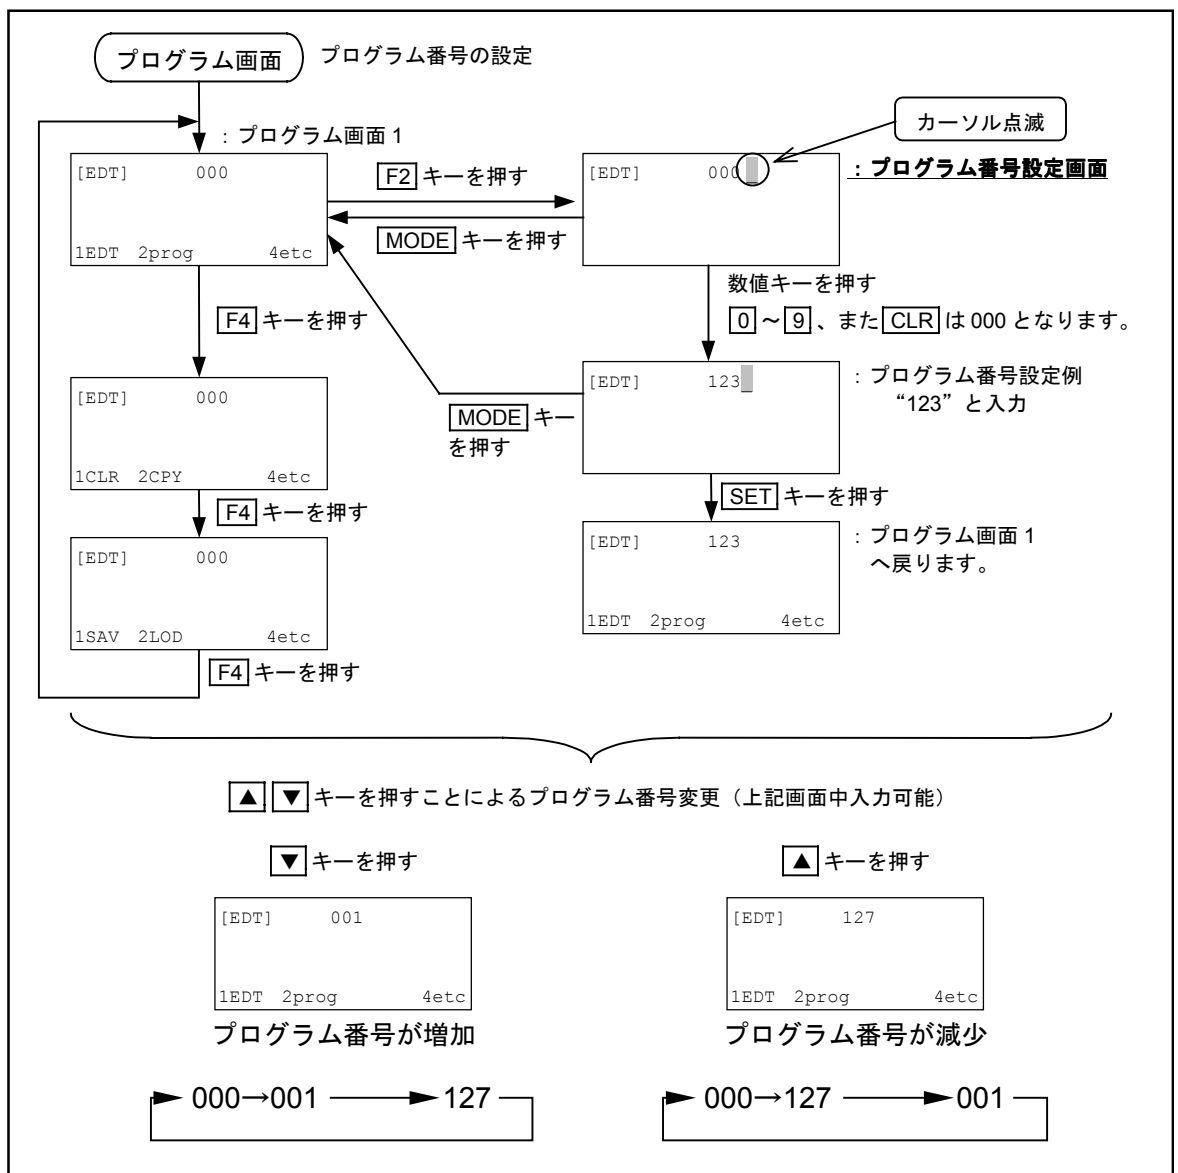 プログラム画面 プログラム番号の設定
カーソル点滅
：プログラム画面 1
[EDT] 000
1EDT 2prog 4etc
F2 キーを押す
MODE キーを押す
[EDT] 000_
：プログラム番号設定画面
数値キーを押す
0 ～ 9 、また CLR は 000 となります。
F4 キーを押す
[EDT] 000
1CLR 2CPY 4etc
MODE キー
を押す
[EDT] 123_
：プログラム番号設定例
“123”と入力
F4 キーを押す
SET キーを押す
[EDT] 000
1SAV 2LOD 4etc
[EDT] 123
1EDT 2prog 4etc
：プログラム画面 1
へ戻ります。
F4 キーを押す
▲ ▼ キーを押すことによるプログラム番号変更（上記画面中入力可能）
▼ キーを押す
[EDT] 001
1EDT 2prog 4etc
プログラム番号が増加
000→001 → 127
▲ キーを押す
[EDT] 127
1EDT 2prog 4etc
プログラム番号が減少
000→127 → 001